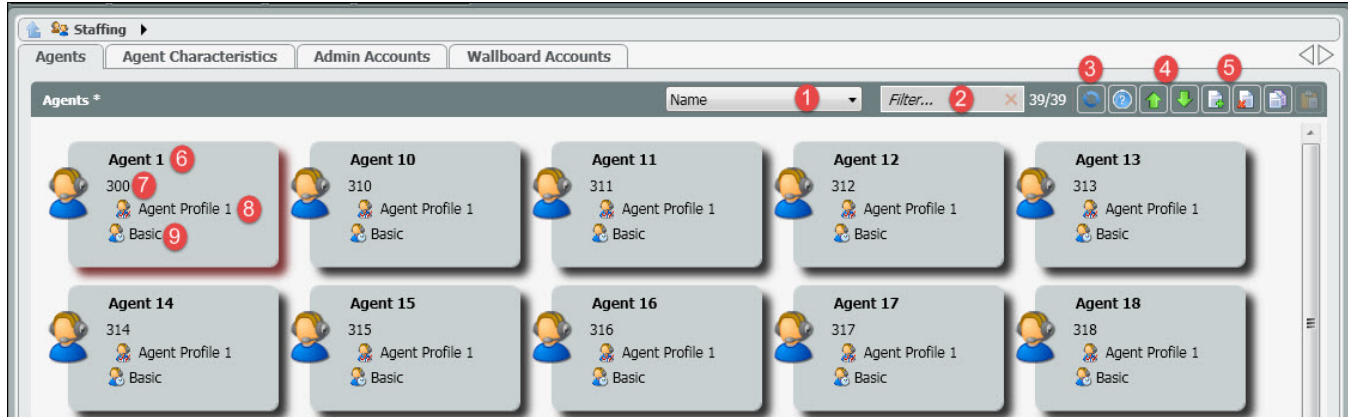 Staffing
Agents Agent Characteristics Admin Accounts Wallboard Accounts
3 4 5
Agents * Name 1 Filter... 2 39/39 ?
Agent 1 6 Agent 10 Agent 11 Agent 12 Agent 13
300 7 310 311 312 313
Agent Profile 1 8 Agent Profile 1 Agent Profile 1 Agent Profile 1 Agent Profile 1
Basic 9 Basic Basic Basic Basic
Agent 14 Agent 15 Agent 16 Agent 17 Agent 18
314 315 316 317 318
Agent Profile 1 Agent Profile 1 Agent Profile 1 Agent Profile 1 Agent Profile 1
Basic Basic Basic Basic Basic